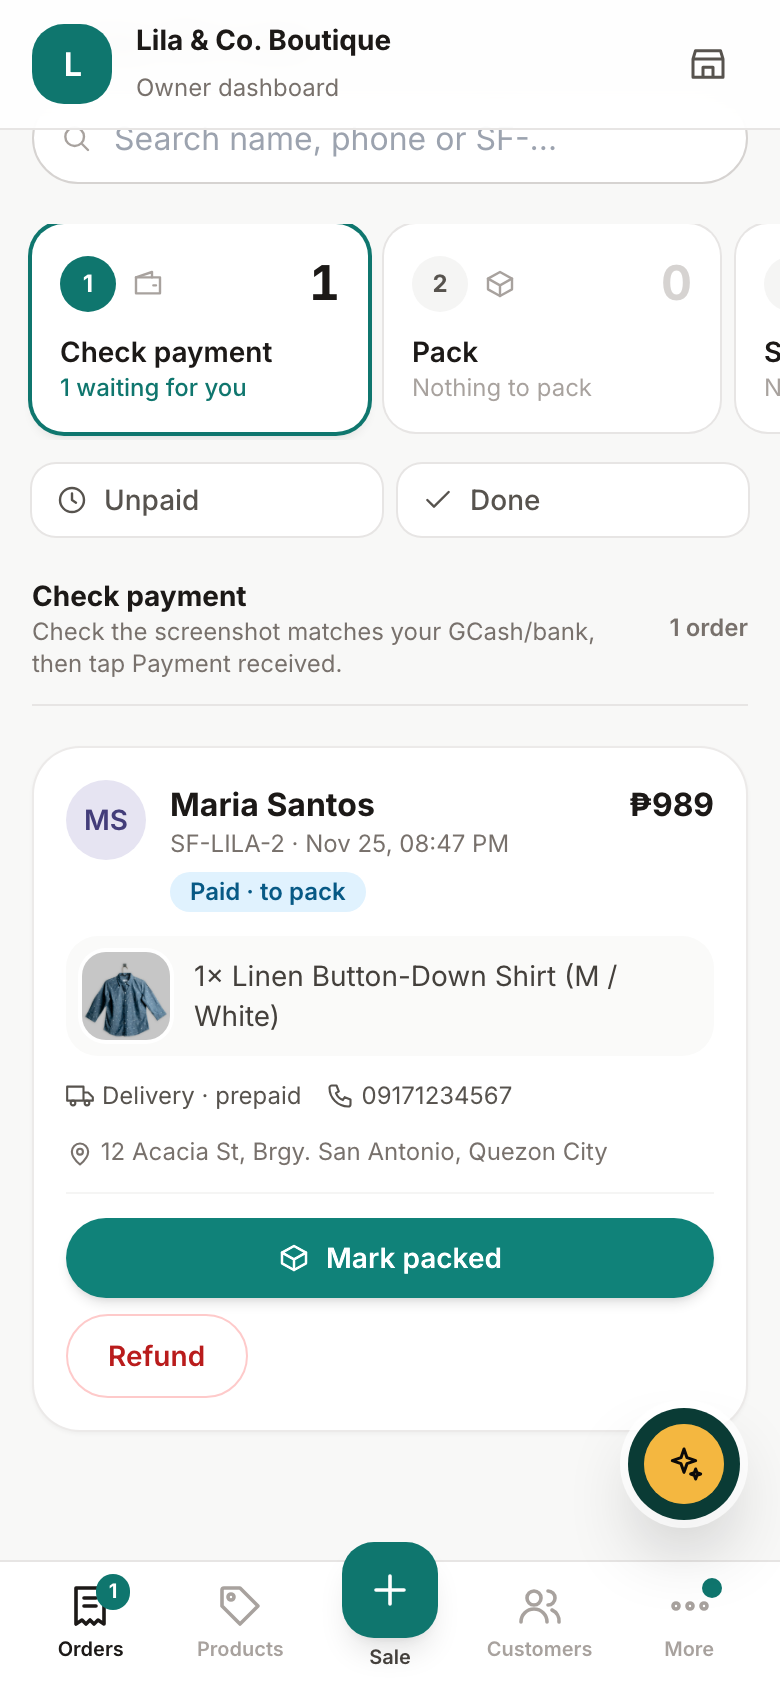 L
Lila & Co. Boutique
Owner dashboard
Search name, phone or SF-...
1
1
Check payment
1 waiting for you
2
0
Pack
Nothing to pack
S
N
Unpaid
Done
Check payment
Check the screenshot matches your GCash/bank,
then tap Payment received.
1 order
MS
Maria Santos
₱989
SF-LILA-2 · Nov 25, 08:47 PM
Paid · to pack
1× Linen Button-Down Shirt (M /
White)
Delivery · prepaid
09171234567
12 Acacia St, Brgy. San Antonio, Quezon City
Mark packed
Refund
1
Orders
Products
Sale
Customers
More